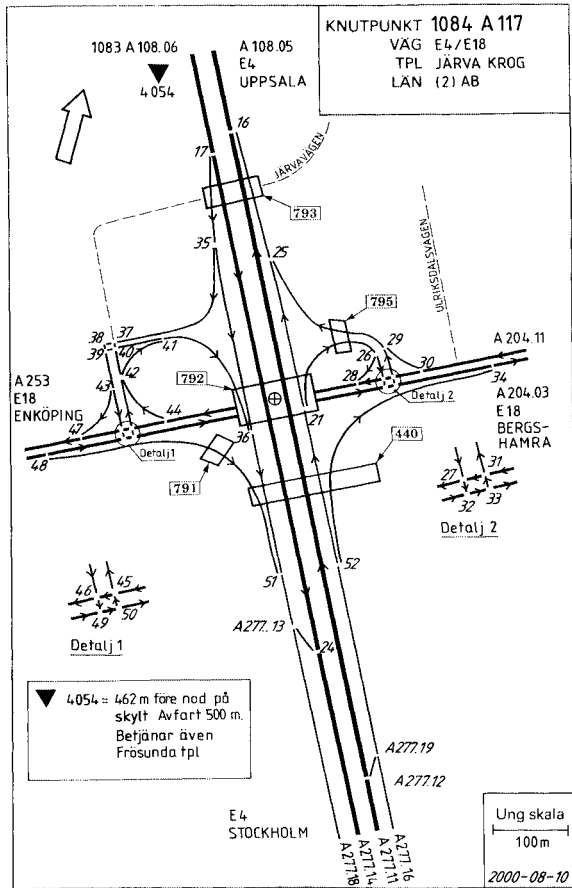 KNUTPUNKT 1084 A 117
VÄG E4/E18
TPL JÄRVA KROG
LÄN (2) AB
1083 A 108.06
4054
A 108.05
E4
UPPSALA
16
17
JÄRVAVÄGEN
793
35
25
ULRIKSDALSVÄGEN
795
38
37
39
40
41
29
26
30
A 204.11
28
34
A 253
E18
ENKÖPING
42
43
792
44
47
48
Detalj 1
36
21
Detalj 2
A 204.03
E18
BERGS-
HAMRA
791
440
27
31
32
33
Detalj 2
51
52
46
45
49
50
Detalj 1
A277.13
24
4054 = 462 m före nod på
skylt Avfart 500 m.
Betjänar även
Frösunda tpl
A277.19
A277.12
E4
STOCKHOLM
A277.18
A277.14
A277.11
A277.16
Ung skala
100m
2000-08-10